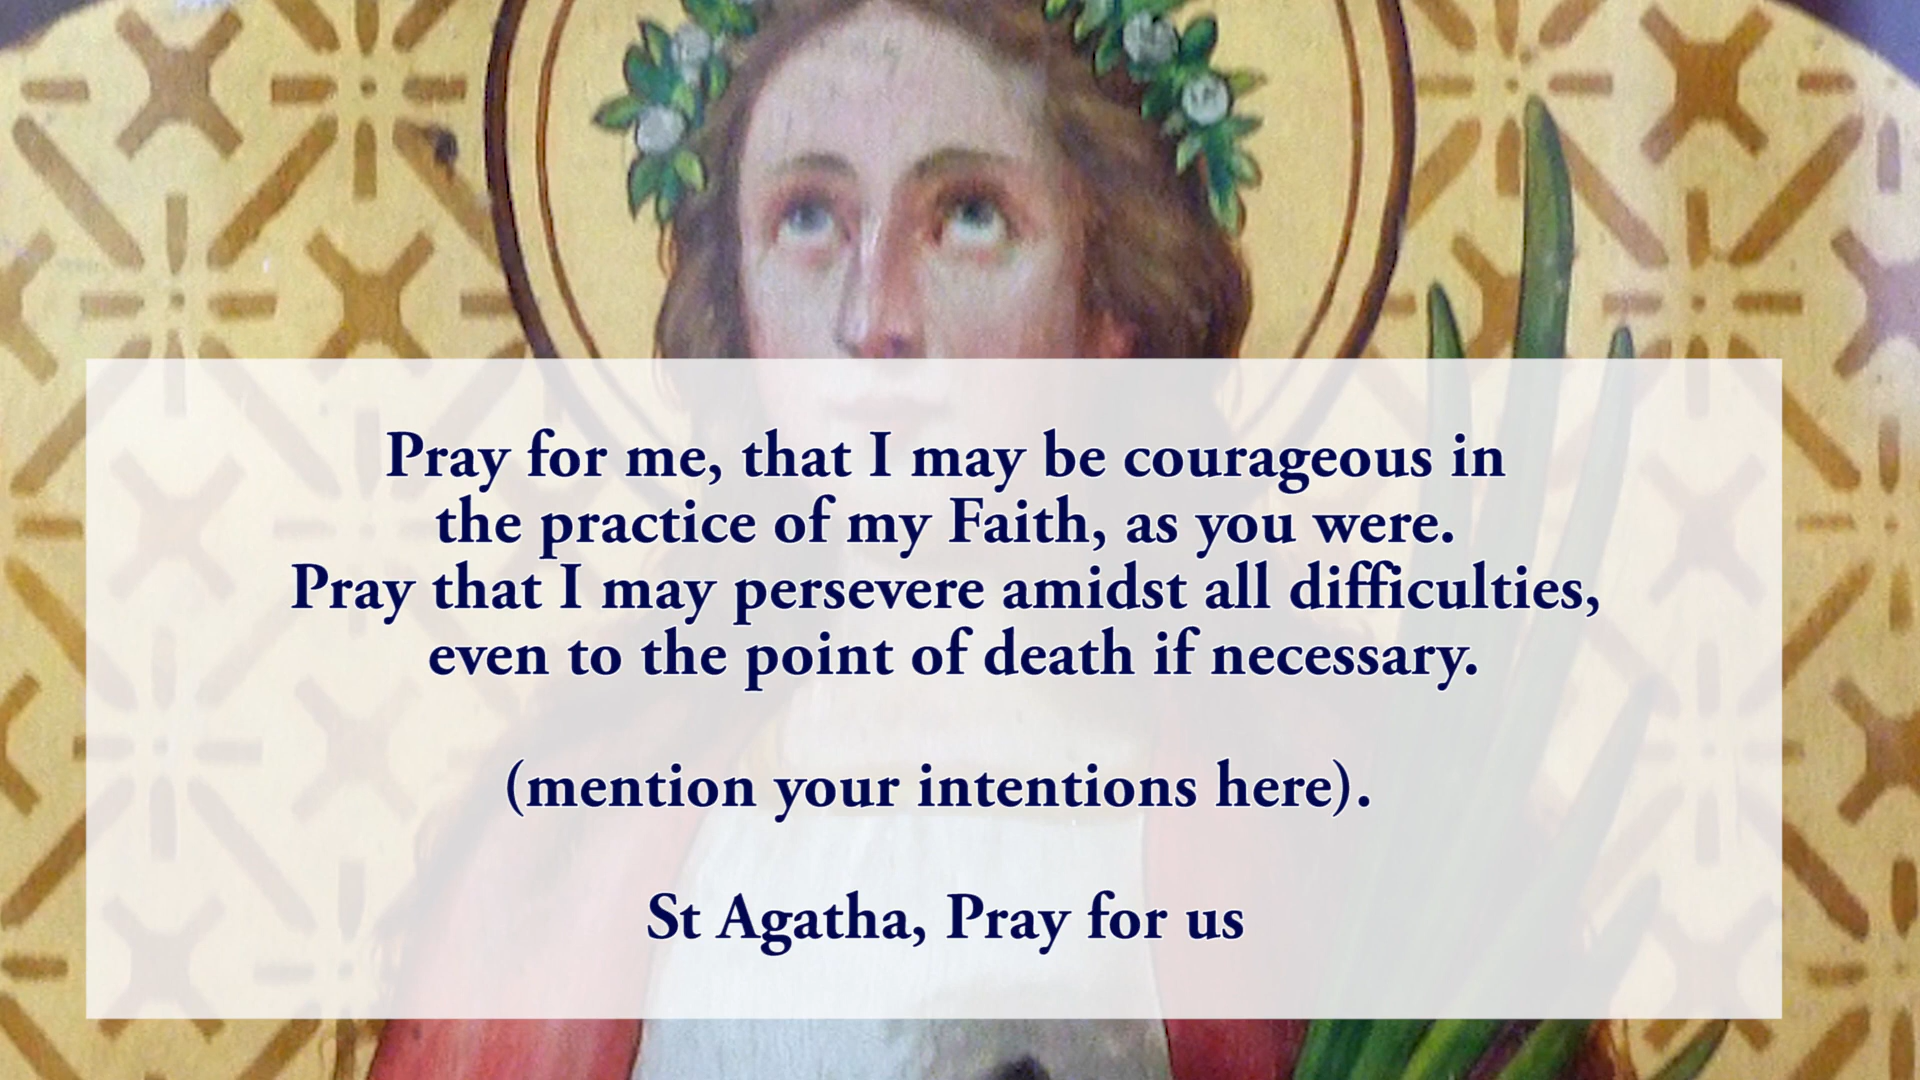 Pray for me, that I may be courageous in
the practice of my Faith, as you were.
Pray that I may persevere amidst all difficulties,
even to the point of death if necessary.
(mention your intentions here).
St Agatha, Pray for us